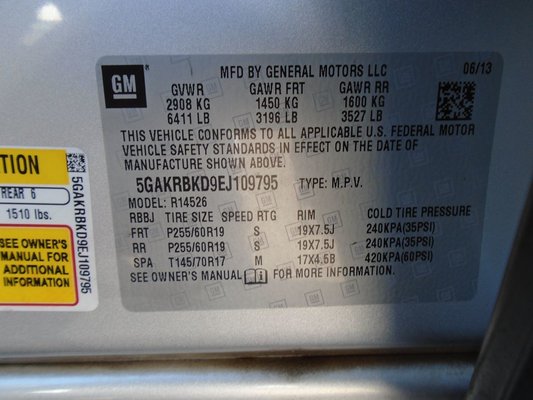 GM
MFD BY GENERAL MOTORS LLC 06/13
GVWR GAWR FRT GAWR RR
2908 KG 1450 KG 1600 KG
6411 LB 3196 LB 3527 LB
THIS VEHICLE CONFORMS TO ALL APPLICABLE U.S. FEDERAL MOTOR
VEHICLE SAFETY STANDARDS IN EFFECT ON THE DATE OF
MANUFACTURE SHOWN ABOVE.
5GAKRBKD9EJ109795 TYPE: M.P.V.
MODEL: R14526
RBBJ TIRE SIZE SPEED RTG RIM COLD TIRE PRESSURE
FRT P255/60R19 S 19X7.5J 240KPA(35PSI)
RR P255/60R19 S 19X7.5J 240KPA(35PSI)
SPA T145/70R17 M 17X4.5B 420KPA(60PSI)
SEE OWNER'S MANUAL FOR MORE INFORMATION.
TION
REAR 6
1510 lbs.
SEE OWNER'S
MANUAL FOR
ADDITIONAL
INFORMATION
5GAKRBKD9EJ109795